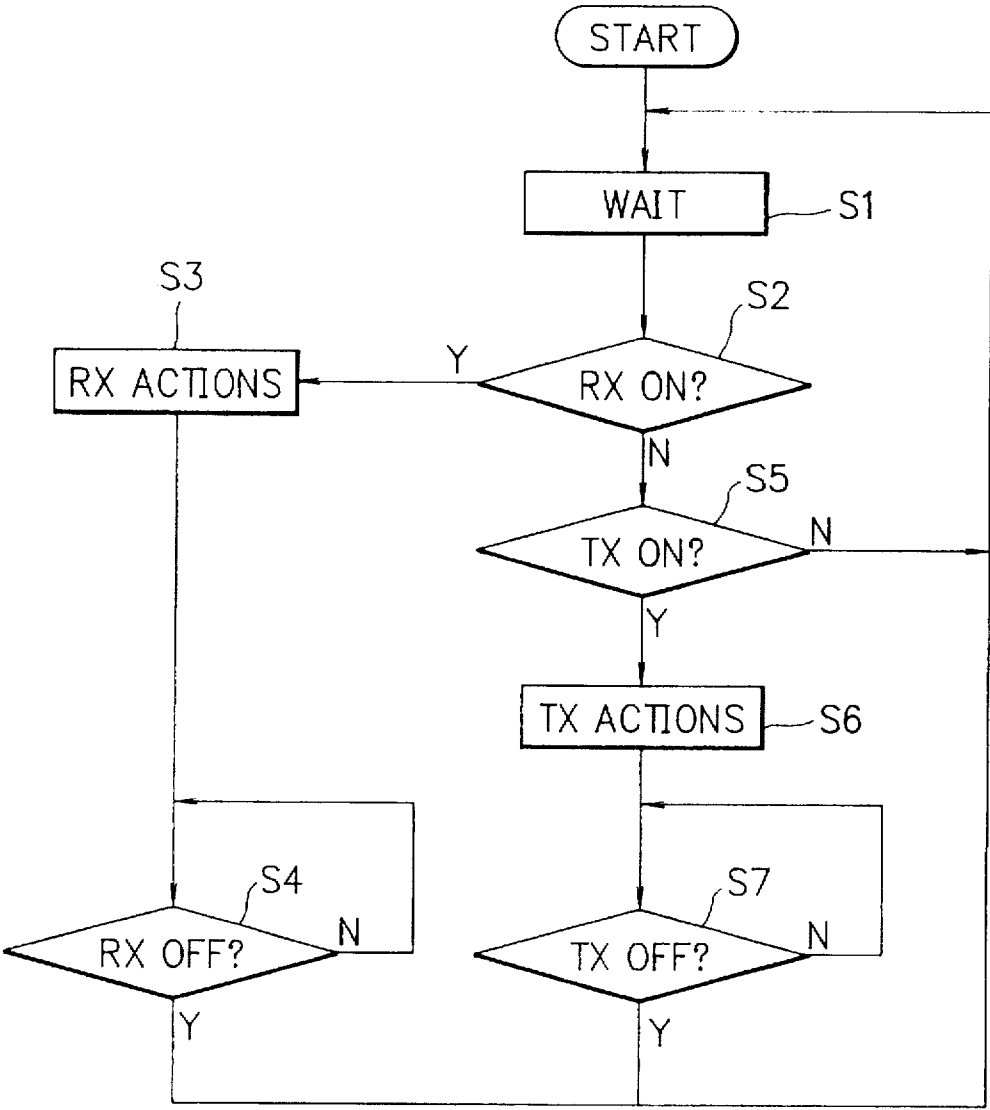 START
WAIT
S1
S3
S2
RX ACTIONS
Y
RX ON?
N
S5
TX ON?
N
Y
TX ACTIONS
S6
S4
RX OFF?
N
Y
S7
TX OFF?
N
Y